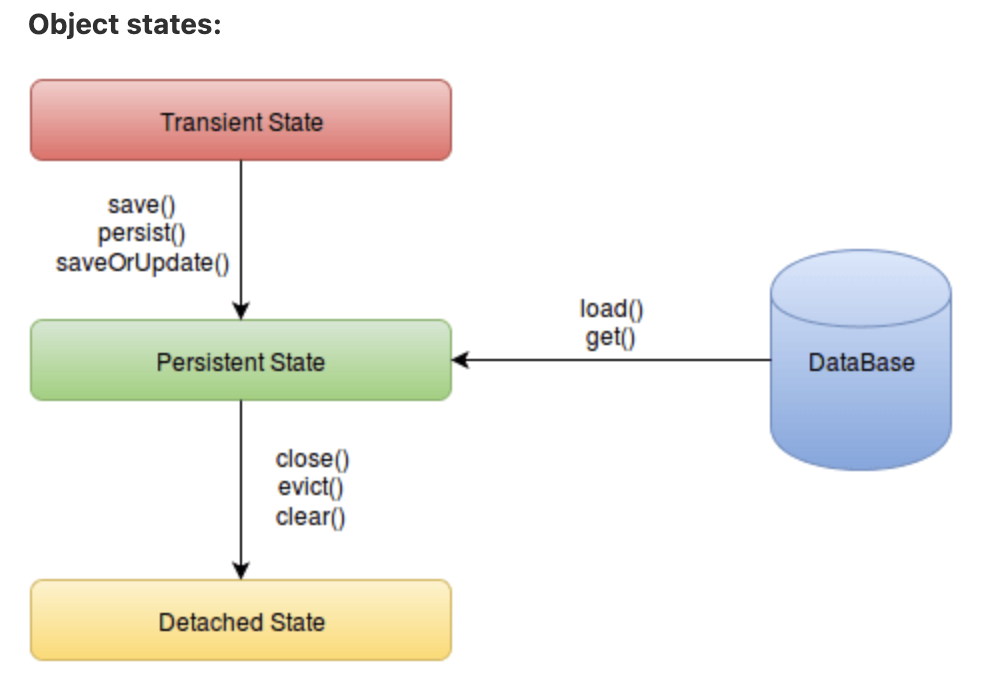 Object states:
Transient State
save()
persist()
saveOrUpdate()
load()
get()
Persistent State
DataBase
close()
evict()
clear()
Detached State